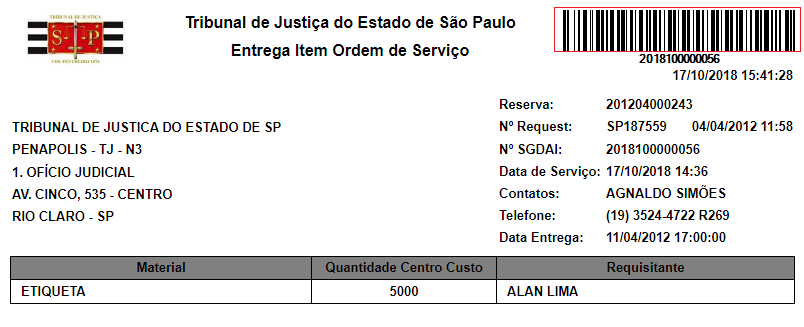 TRIBUNAL DE JUSTIÇA
S P
3 DE FEVEREIRO 1874
Tribunal de Justiça do Estado de São Paulo
Entrega Item Ordem de Serviço
2018100000056
17/10/2018 15:41:28
TRIBUNAL DE JUSTICA DO ESTADO DE SP
PENAPOLIS - TJ - N3
1. OFÍCIO JUDICIAL
AV. CINCO, 535 - CENTRO
RIO CLARO - SP
Reserva: 201204000243
Nº Request: SP187559 04/04/2012 11:58
Nº SGDAI: 2018100000056
Data de Serviço: 17/10/2018 14:36
Contatos: AGNALDO SIMÕES
Telefone: (19) 3524-4722 R269
Data Entrega: 11/04/2012 17:00:00
Material Quantidade Centro Custo Requisitante
ETIQUETA 5000 ALAN LIMA